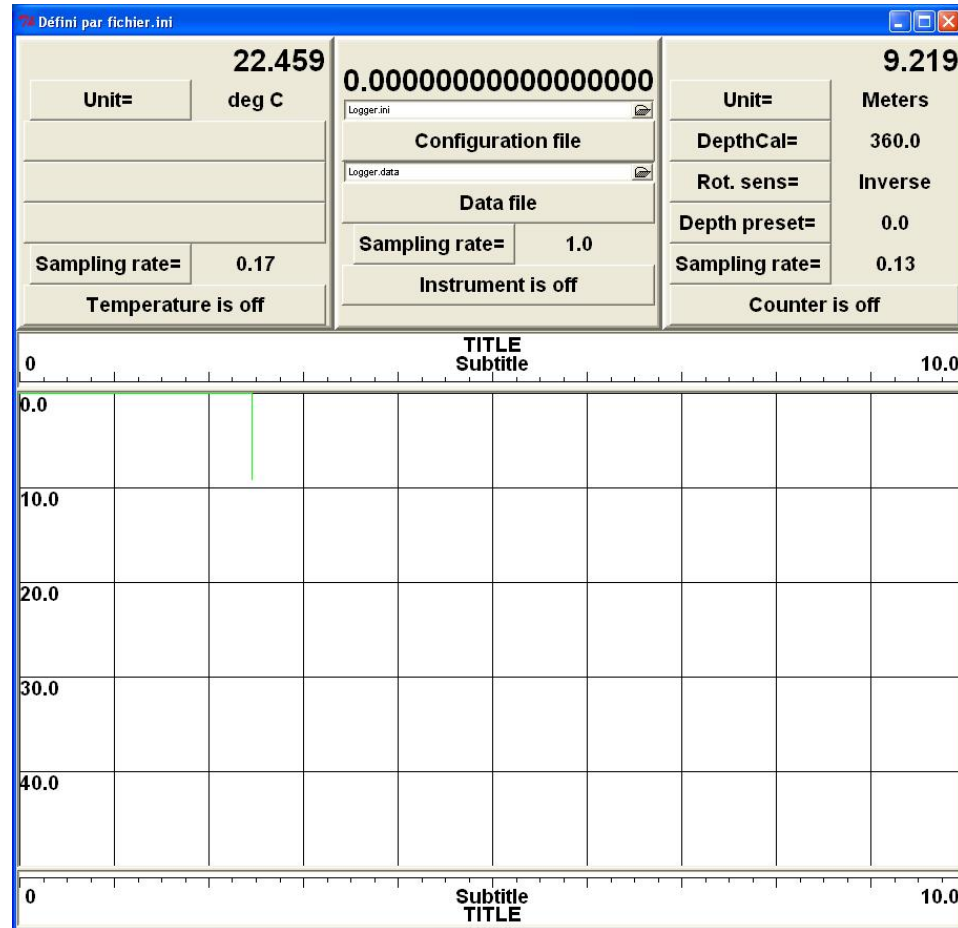 Défini par fichier.ini
22.459
Unit= deg C
Sampling rate= 0.17
Temperature is off
0.00000000000000000
Logger.ini
Configuration file
Logger.data
Data file
Sampling rate= 1.0
Instrument is off
9.219
Unit= Meters
DepthCal= 360.0
Rot. sens= Inverse
Depth preset= 0.0
Sampling rate= 0.13
Counter is off
TITLE
0 Subtitle 10.0
0.0
10.0
20.0
30.0
40.0
0 Subtitle 10.0
TITLE